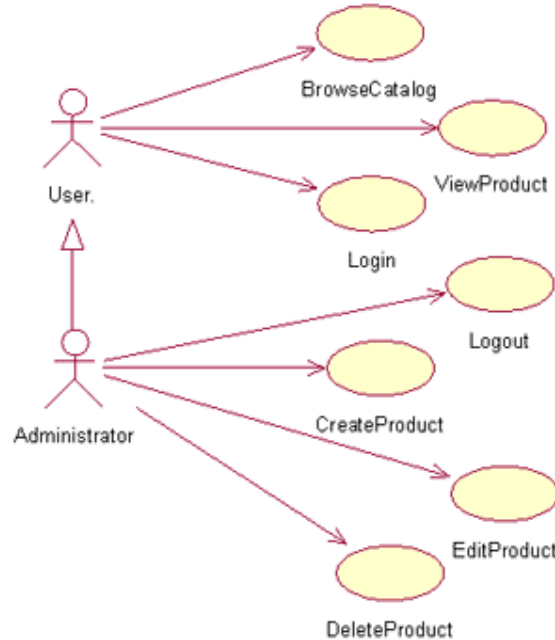 BrowseCatalog
User.
ViewProduct
Login
Logout
Administrator
CreateProduct
EditProduct
DeleteProduct